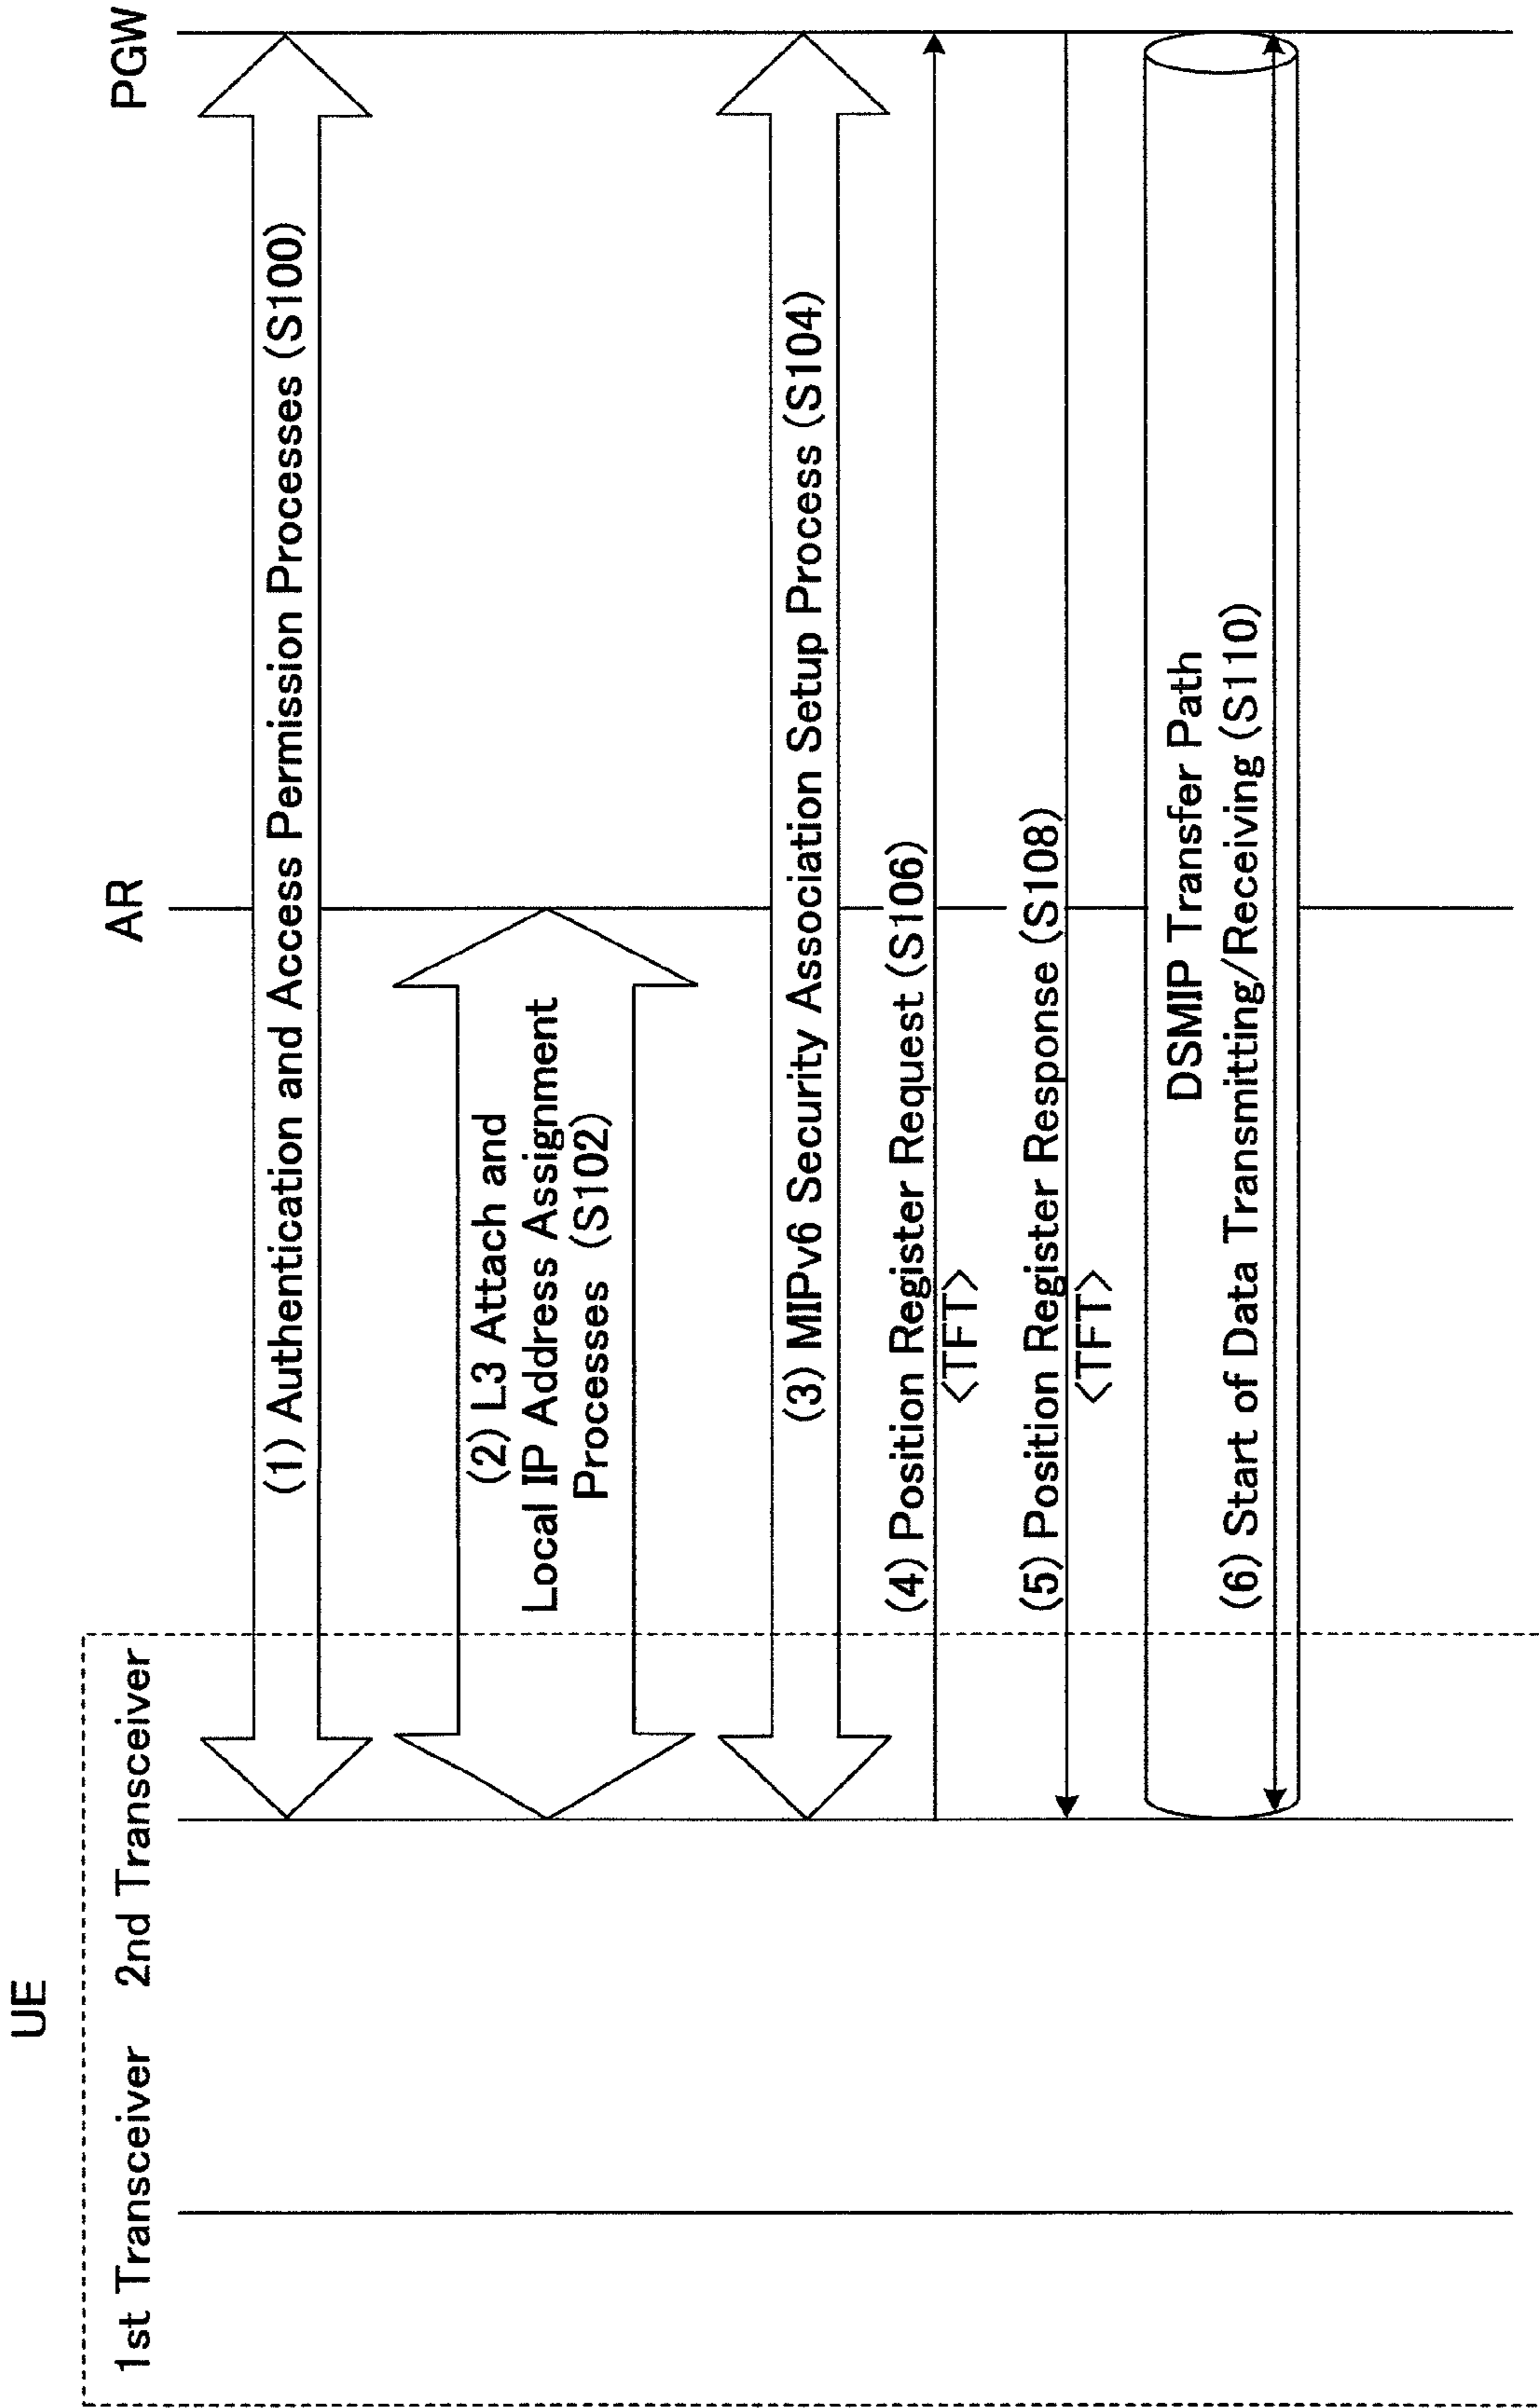 UE
1st Transceiver
2nd Transceiver
AR
PGW
(1) Authentication and Access Permission Processes (S100)
(2) L3 Attach and
Local IP Address Assignment
Processes (S102)
(3) MIPv6 Security Association Setup Process (S104)
(4) Position Register Request (S106)
<TFT>
(5) Position Register Response (S108)
<TFT>
DSMIP Transfer Path
(6) Start of Data Transmitting/Receiving (S110)